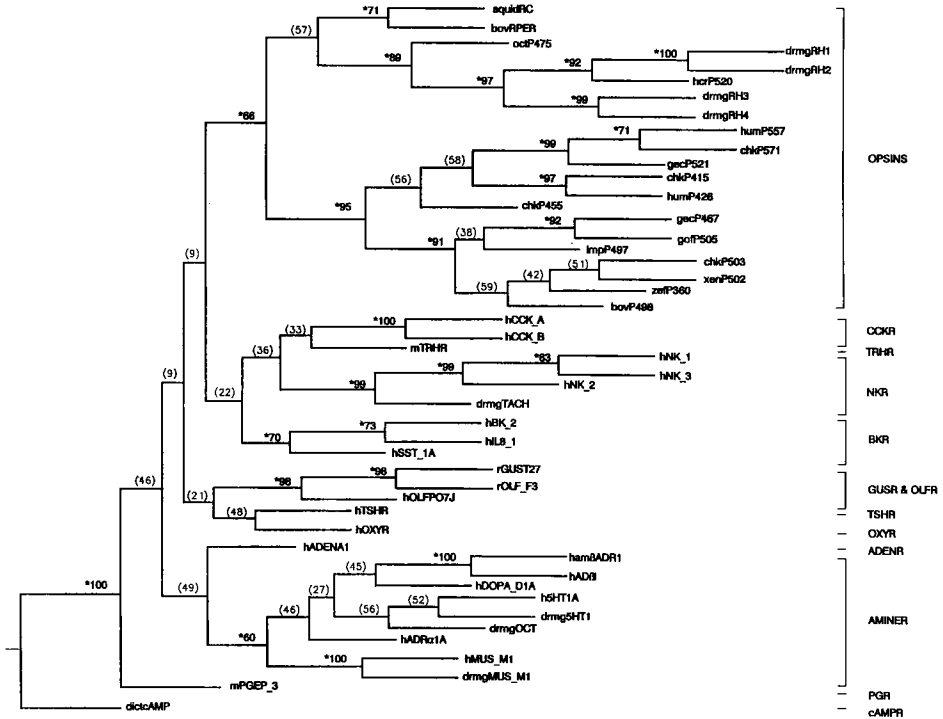 *71
squidRC
bovRPER
(57)
octP475
*89
*100
drmgRH1
*92
drmgRH2
*97
hcrP520
drmgRH3
*99
drmgRH4
*66
*71
humP557
*99
chkP571
(58)
gecP521
OPSINS
chkP415
(56)
*97
humP426
*95
chkP455
gecP467
*92
(38)
gofP505
*91
lmpP497
chkP503
(51)
(9)
(42)
xenP502
(59)
zefP360
bovP498
hCCK_A
*100
(33)
hCCK_B
CCKR
mTRHR
TRHR
(36)
hNK_1
*83
*99
hNK_3
(9)
hNK_2
*99
(22)
NKR
drmgTACH
hBK_2
*73
*70
hIL8_1
BKR
hSST_1A
rGUST27
*98
*98
rOLF_F3
GUSR & OLFR
(46)
hOLFPO7J
(21)
hTSHR
TSHR
(48)
hOXYR
OXYR
hADENA1
ADENR
*100
hamßADR1
*100
(45)
hADßI
(49)
(27)
hDOPA_D1A
h5HT1A
(46)
(52)
(56)
drmg5HT1
AMINER
drmgOCT
*60
hADRα1A
*100
hMUS_M1
drmgMUS_M1
mPGEP_3
PGR
dictcAMP
cAMPR